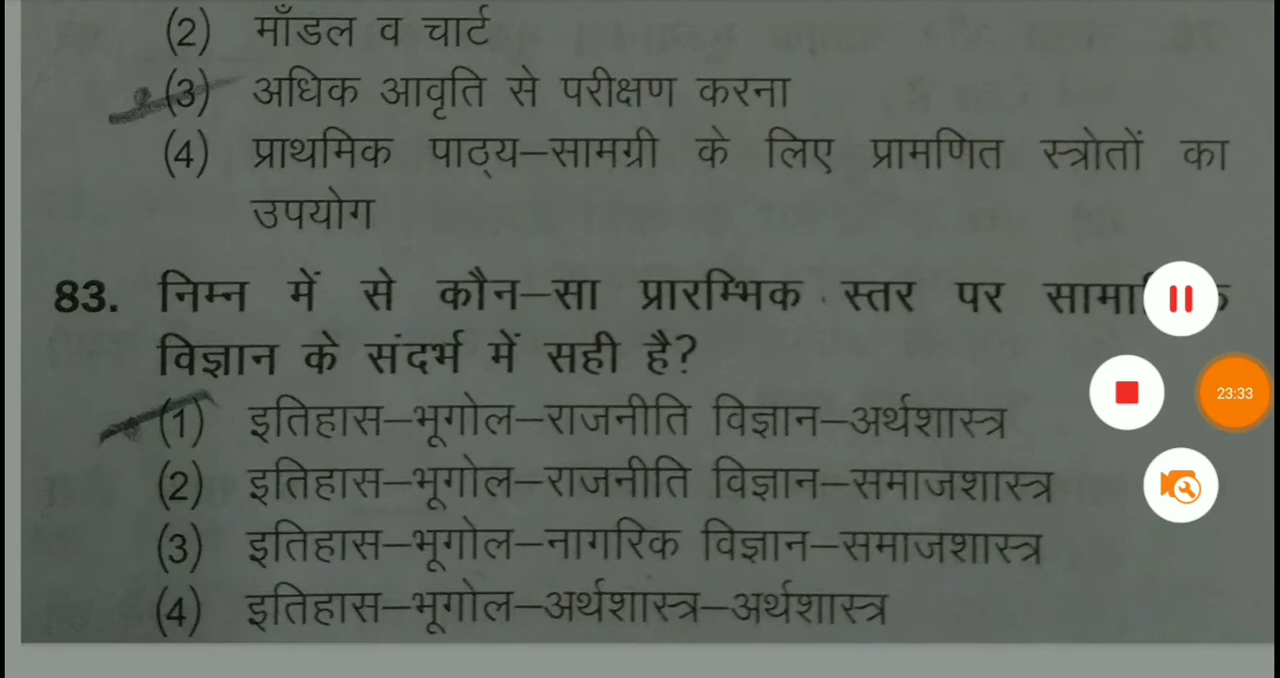 (2) माँडल व चार्ट
(3) अधिक आवृति से परीक्षण करना
(4) प्राथमिक पाठ्य–सामग्री के लिए प्रामणित स्त्रोतों का
उपयोग
83. निम्न में से कौन–सा प्रारम्भिक स्तर पर
विज्ञान के संदर्भ में सही है?
(1) इतिहास–भूगोल–राजनीति विज्ञान–अर्थशास्त्र
23:33
(2) इतिहास–भूगोल–राजनीति विज्ञान–समाजशास्त्र
(3) इतिहास–भूगोल–नागरिक विज्ञान–समाजशास्त्र
(4) इतिहास–भूगोल–अर्थशास्त्र–अर्थशास्त्र